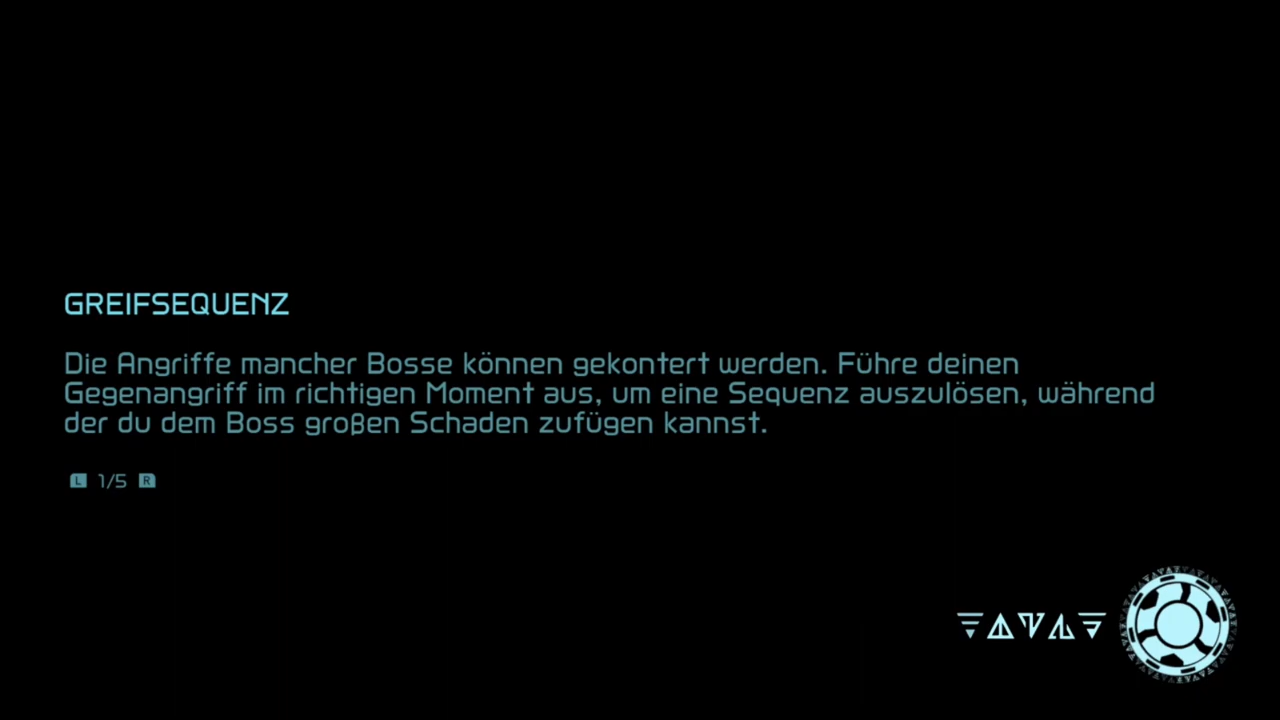 GREIFSEQUENZ
Die Angriffe mancher Bosse können gekontert werden. Führe deinen
Gegenangriff im richtigen Moment aus, um eine Sequenz auszulösen, während
der du dem Boss großen Schaden zufügen kannst.
L 1/5 R